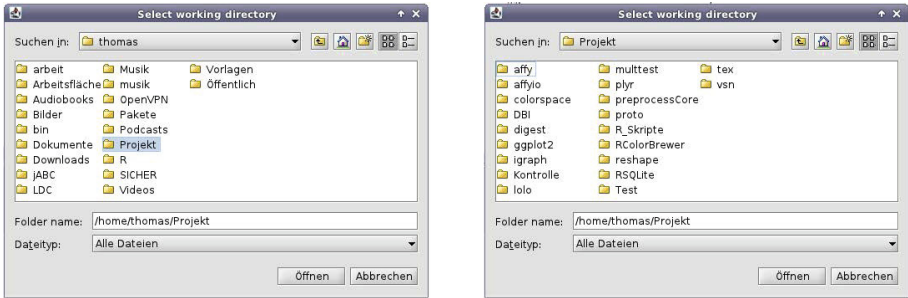 Select working directory
Suchen in: thomas
arbeit Musik Vorlagen
Arbeitsfläche musik Öffentlich
Audiobooks OpenVPN
Bilder Pakete
bin Podcasts
Dokumente Projekt
Downloads R
jABC SICHER
LDC Videos
Folder name: /home/thomas/Projekt
Dateityp: Alle Dateien
Öffnen Abbrechen
Select working directory
Suchen in: Projekt
affy multtest tex
affyio plyr vsn
colorspace preprocessCore
DBI proto
digest R_Skripte
ggplot2 RColorBrewer
igraph reshape
Kontrolle RSQLite
lolo Test
Folder name: /home/thomas/Projekt
Dateityp: Alle Dateien
Öffnen Abbrechen